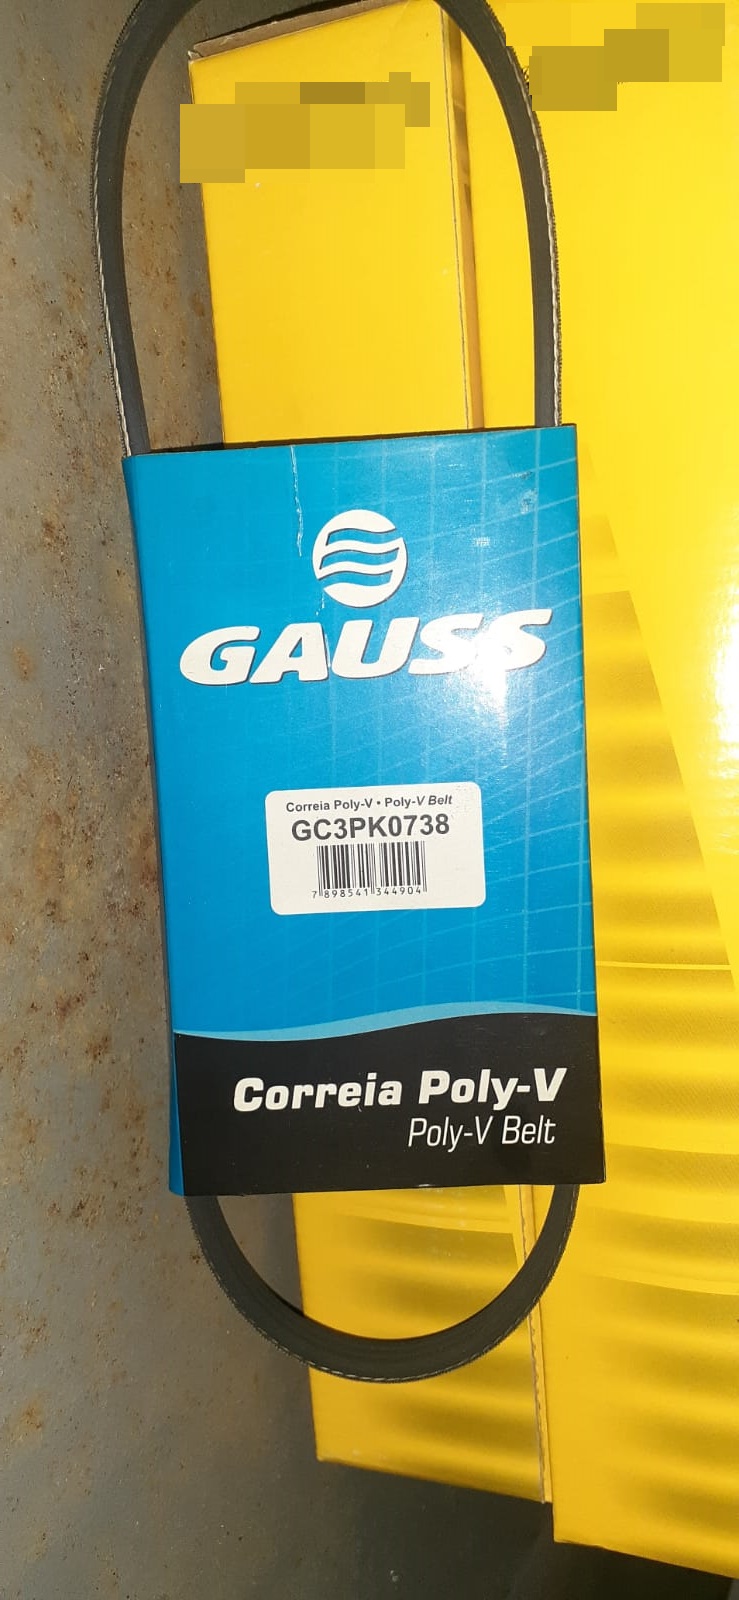 GAUSS
Correia Poly-V • Poly-V Belt
GC3PK0738
7 898541 344904
Correia Poly-V
Poly-V Belt